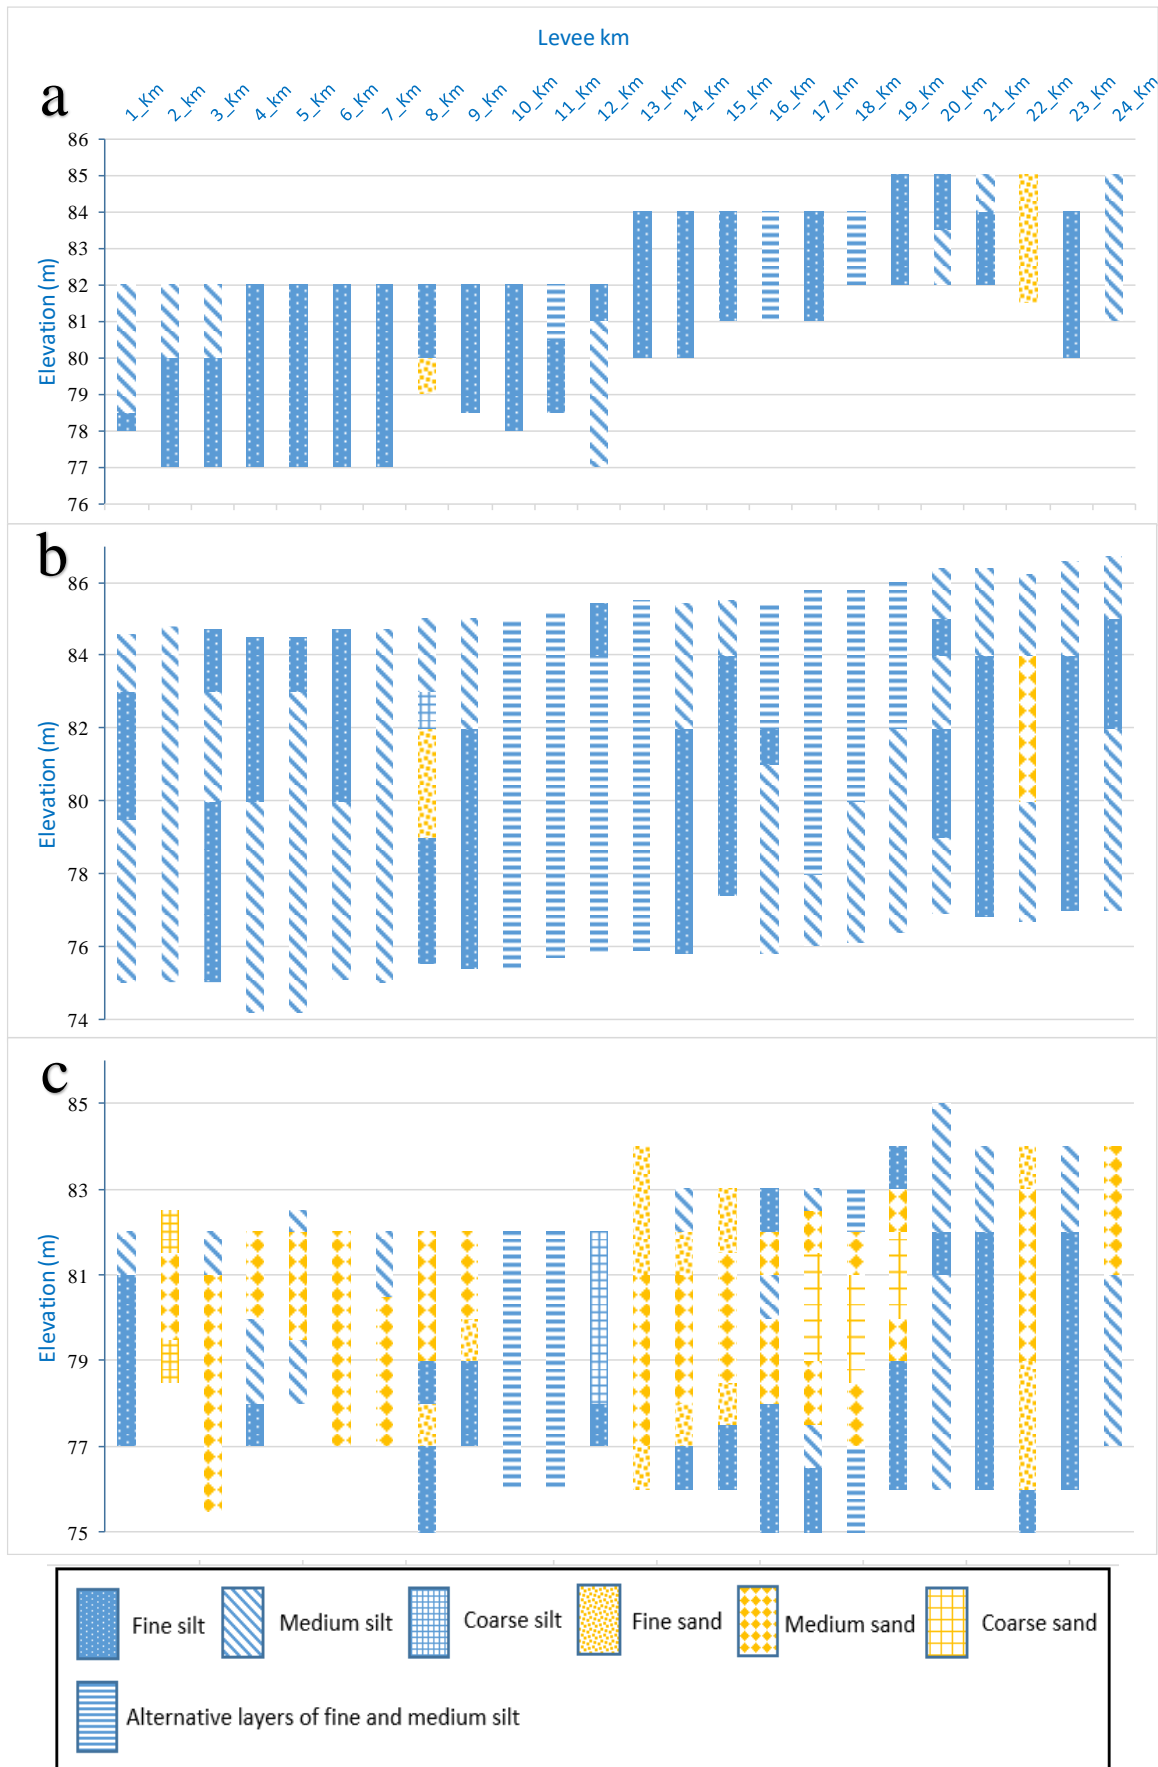 Levee km
a
1_Km 2_Km 3_Km 4_km 5_Km 6_Km 7_Km 8_Km 9_Km 10_Km 11_Km 12_Km 13_Km 14_Km 15_Km 16_Km 17_Km 18_Km 19_Km 20_Km 21_Km 22_Km 23_Km 24_Km
86
85
84
83
82
81
80
79
78
77
76
Elevation (m)
b
86
84
82
80
78
76
74
Elevation (m)
c
85
83
81
79
77
75
Elevation (m)
Fine silt Medium silt Coarse silt Fine sand Medium sand Coarse sand
Alternative layers of fine and medium silt